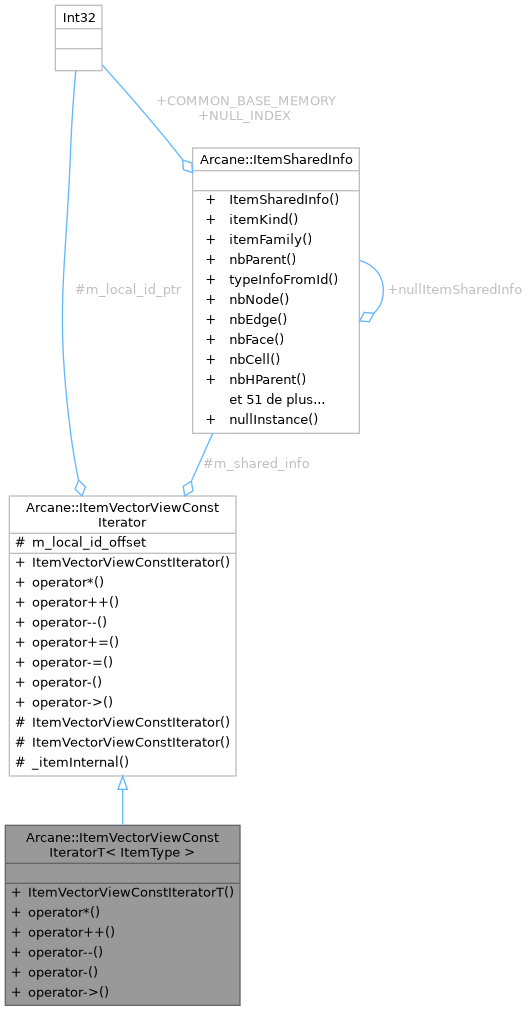 Int32
+COMMON_BASE_MEMORY
+NULL_INDEX
Arcane::ItemSharedInfo
+ ItemSharedInfo()
+ itemKind()
+ itemFamily()
+ nbParent()
+ typeInfoFromId()
+ nbNode()
+ nbEdge()
+ nbFace()
+ nbCell()
+ nbHParent()
et 51 de plus...
+ nullInstance()
+nullItemSharedInfo
#m_local_id_ptr
#m_shared_info
Arcane::ItemVectorViewConst
Iterator
# m_local_id_offset
+ ItemVectorViewConstIterator()
+ operator*()
+ operator++()
+ operator--()
+ operator+=()
+ operator-=()
+ operator-()
+ operator->()
# ItemVectorViewConstIterator()
# ItemVectorViewConstIterator()
# _itemInternal()
Arcane::ItemVectorViewConst
IteratorT< ItemType >
+ ItemVectorViewConstIteratorT()
+ operator*()
+ operator++()
+ operator--()
+ operator-()
+ operator->()